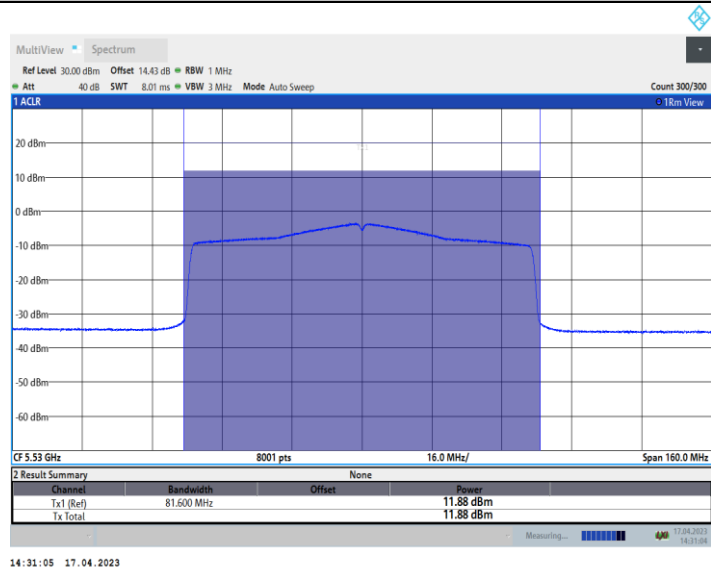 R S
MultiView Spectrum
Ref Level 30.00 dBm Offset 14.43 dB RBW 1 MHz
Att 40 dB SWT 8.01 ms VBW 3 MHz Mode Auto Sweep Count 300/300
1 ACLR 1Rm View
20 dBm
10 dBm
0 dBm
-10 dBm
-20 dBm
-30 dBm
-40 dBm
-50 dBm
-60 dBm
CF 5.53 GHz 8001 pts 16.0 MHz/ Span 160.0 MHz
2 Result Summary None
Channel Bandwidth Offset Power
Tx1 (Ref) 81.600 MHz 11.88 dBm
Tx Total 11.88 dBm
Measuring... 17.04.2023
14:31:04
14:31:05 17.04.2023